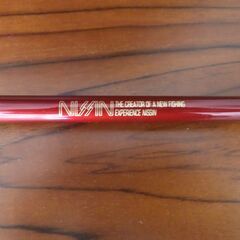 NISSIN THE CREATOR OF A NEW FISHING
EXPERIENCE NISSIN